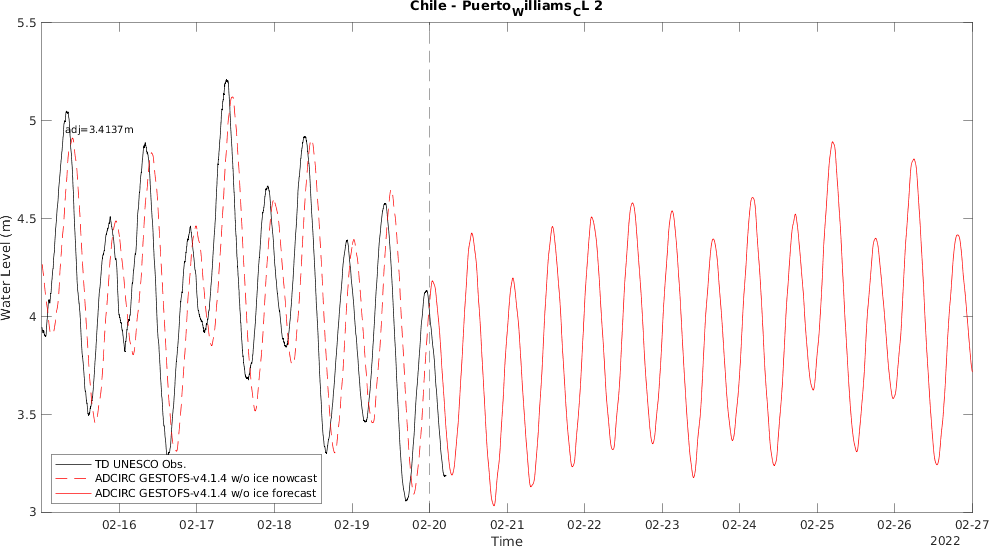 Chile - PuertoWilliamsCL 2
5.5
5
4.5
4
3.5
3
Water Level (m)
adj=3.4137m
TD UNESCO Obs.
ADCIRC GESTOFS-v4.1.4 w/o ice nowcast
ADCIRC GESTOFS-v4.1.4 w/o ice forecast
02-16 02-17 02-18 02-19 02-20 02-21 02-22 02-23 02-24 02-25 02-26 02-27
Time
2022